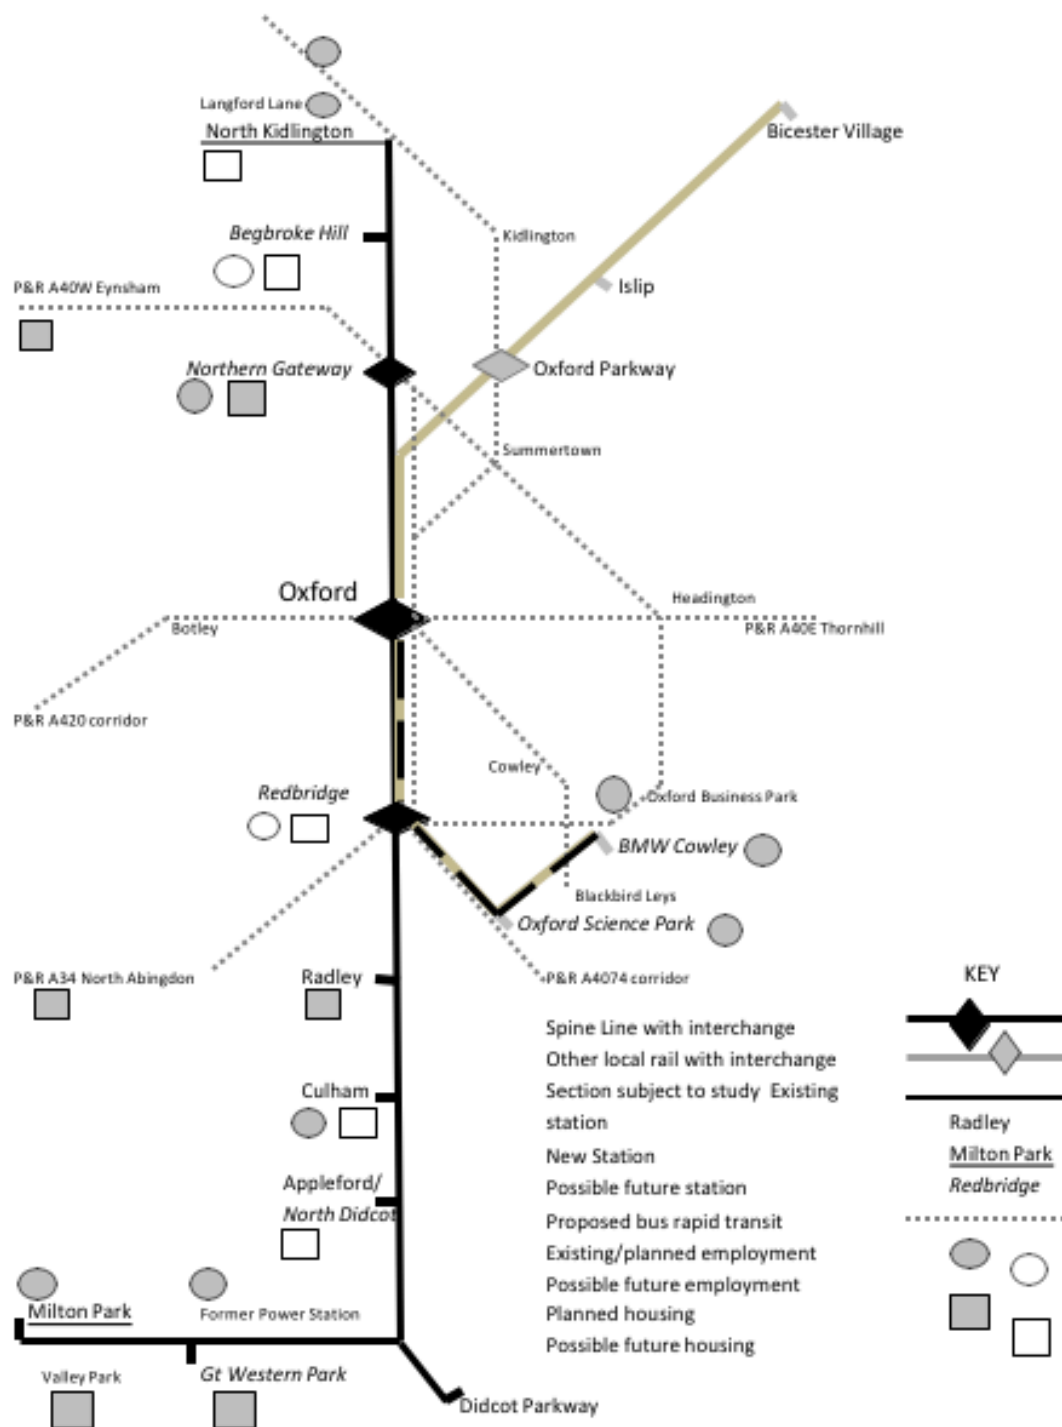 Langford Lane
North Kidlington
Bicester Village
Begbroke Hill
Kidlington
P&R A40W Eynsham
Islip
Northern Gateway
Oxford Parkway
Summertown
Oxford
Headington
Botley
P&R A40E Thornhill
P&R A420 corridor
Cowley
Redbridge
Oxford Business Park
BMW Cowley
Blackbird Leys
Oxford Science Park
P&R A34 North Abingdon
Radley
P&R A4074 corridor
Culham
Appleford/
North Didcot
Milton Park
Former Power Station
Valley Park
Gt Western Park
Didcot Parkway
KEY
Spine Line with interchange
Other local rail with interchange
Section subject to study Existing
station
New Station
Possible future station
Proposed bus rapid transit
Existing/planned employment
Possible future employment
Planned housing
Possible future housing
Radley
Milton Park
Redbridge